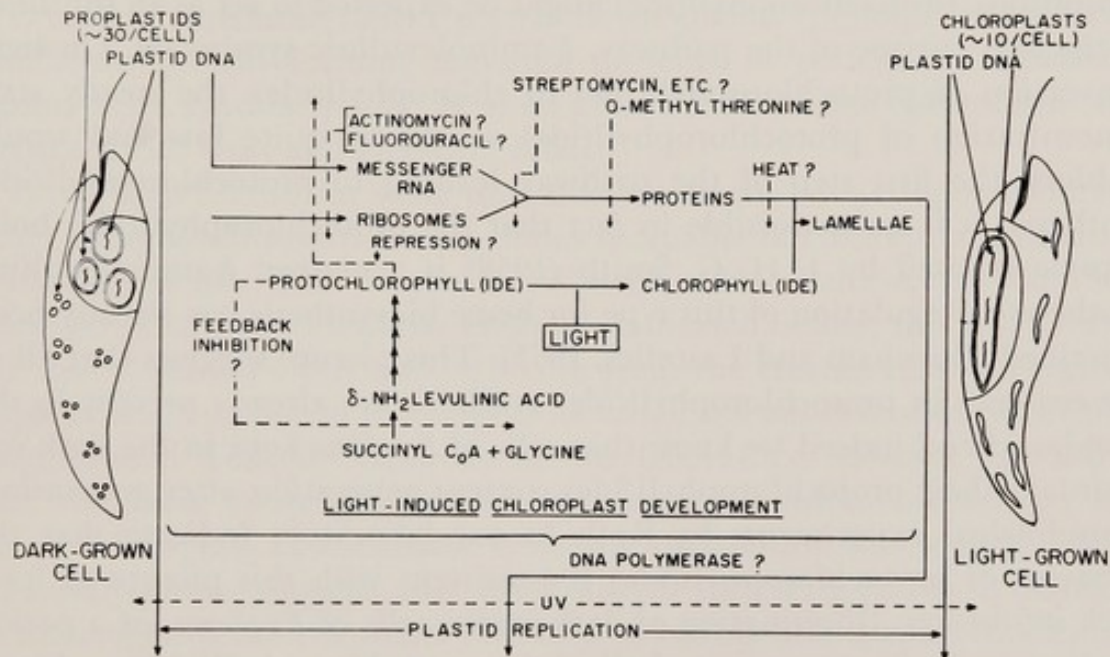 PROPLASTIDS
(~30/CELL)
PLASTID DNA
CHLOROPLASTS
(~10/CELL)
PLASTID DNA
STREPTOMYCIN, ETC. ?
O-METHYL THREONINE ?
ACTINOMYCIN ?
FLUOROURACIL ?
MESSENGER
RNA
HEAT ?
PROTEINS
RIBOSOMES
LAMELLAE
REPRESSION ?
PROTOCHLOROPHYLL(IDE)
CHLOROPHYLL(IDE)
FEEDBACK
INHIBITION
?
LIGHT
δ-NH₂LEVULINIC ACID
SUCCINYL CoA + GLYCINE
LIGHT-INDUCED CHLOROPLAST DEVELOPMENT
DARK-GROWN
CELL
DNA POLYMERASE ?
LIGHT-GROWN
CELL
UV
PLASTID REPLICATION